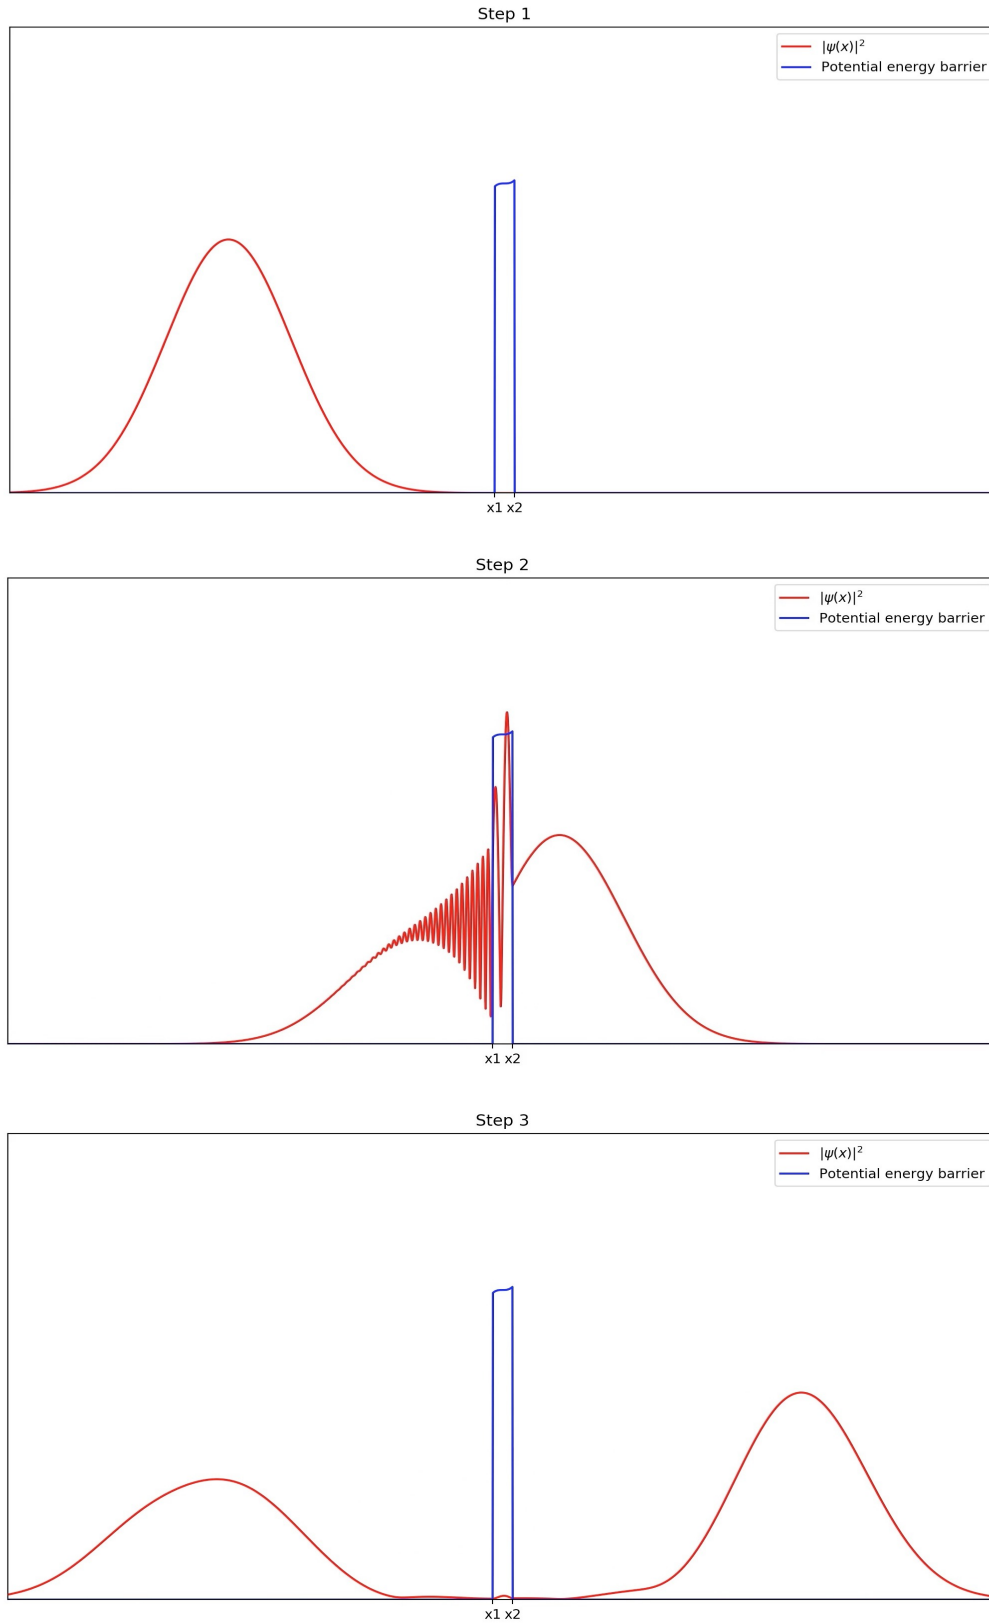 Step 1
|ψ(x)|²
Potential energy barrier
x1 x2
Step 2
|ψ(x)|²
Potential energy barrier
x1 x2
Step 3
|ψ(x)|²
Potential energy barrier
x1 x2